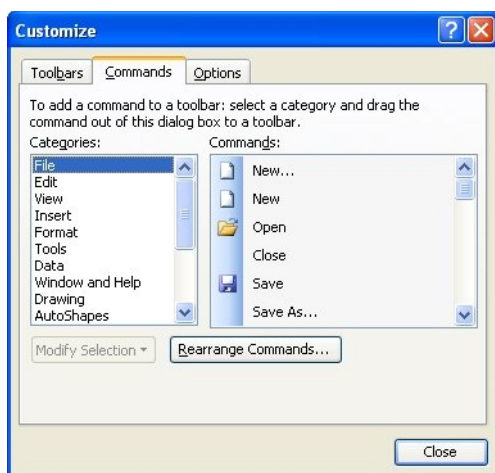 Customize
Toolbars Commands Options
To add a command to a toolbar: select a category and drag the
command out of this dialog box to a toolbar.
Categories:
File
Edit
View
Insert
Format
Tools
Data
Window and Help
Drawing
AutoShapes
Commands:
New...
New
Open
Close
Save
Save As...
Modify Selection
Rearrange Commands...
Close